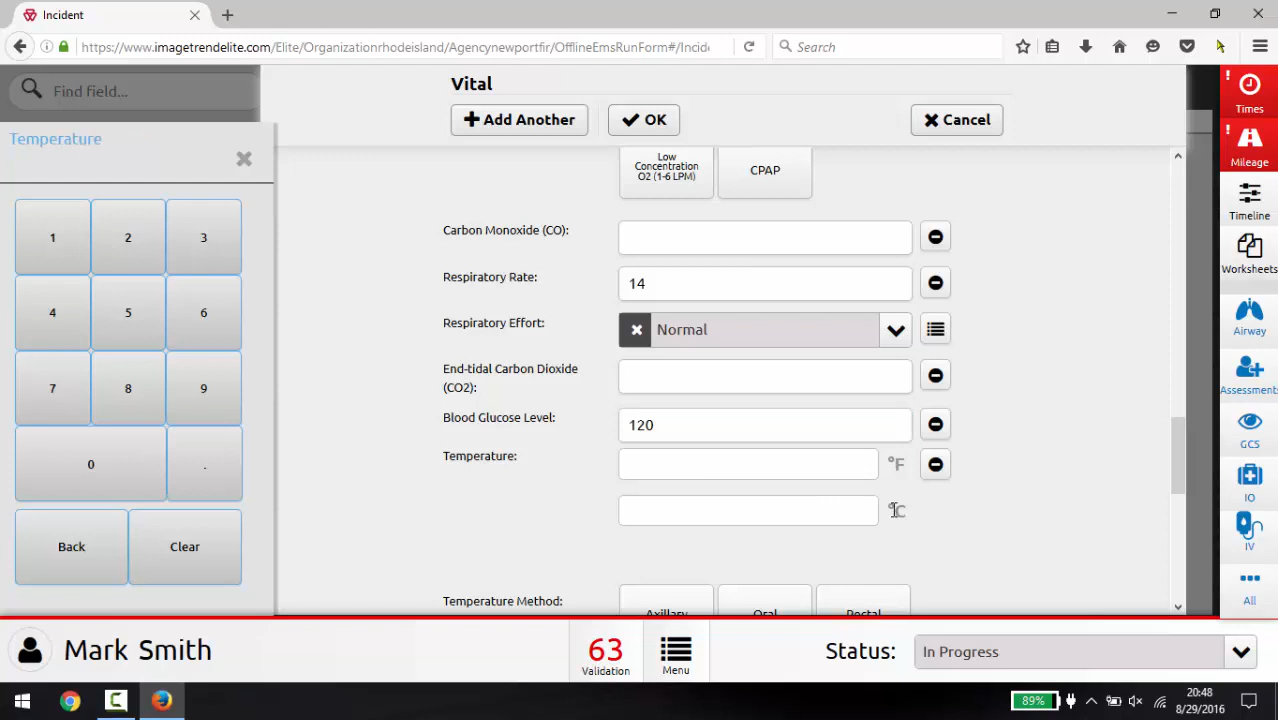 Incident
https://www.imagetrendelite.com/Elite/Organizationrhodeisland/Agencynewportfir/OfflineEmsRunForm#/Incide
Search
Find field...
Vital
Add Another
OK
Cancel
Temperature
1 2 3
4 5 6
7 8 9
0 .
Back Clear
Low
Concentration
O2 (1-6 LPM)
CPAP
Carbon Monoxide (CO):
Respiratory Rate: 14
Respiratory Effort: Normal
End-tidal Carbon Dioxide
(CO2):
Blood Glucose Level: 120
Temperature: °F
°C
Temperature Method: Axillary Oral Rectal
! Times
! Mileage
Timeline
Worksheets
Airway
Assessments
GCS
IO
IV
All
Mark Smith
63
Validation
Menu
Status: In Progress
89%
20:48
8/29/2016